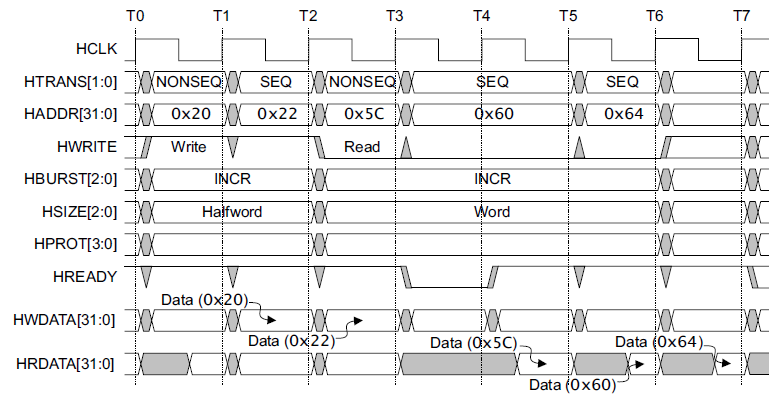 T0 T1 T2 T3 T4 T5 T6 T7
HCLK
HTRANS[1:0] NONSEQ SEQ NONSEQ SEQ SEQ
HADDR[31:0] 0x20 0x22 0x5C 0x60 0x64
HWRITE Write Read
HBURST[2:0] INCR INCR
HSIZE[2:0] Halfword Word
HPROT[3:0]
HREADY
Data (0x20)
HWDATA[31:0]
Data (0x22) Data (0x5C) Data (0x64)
HRDATA[31:0]
Data (0x60)